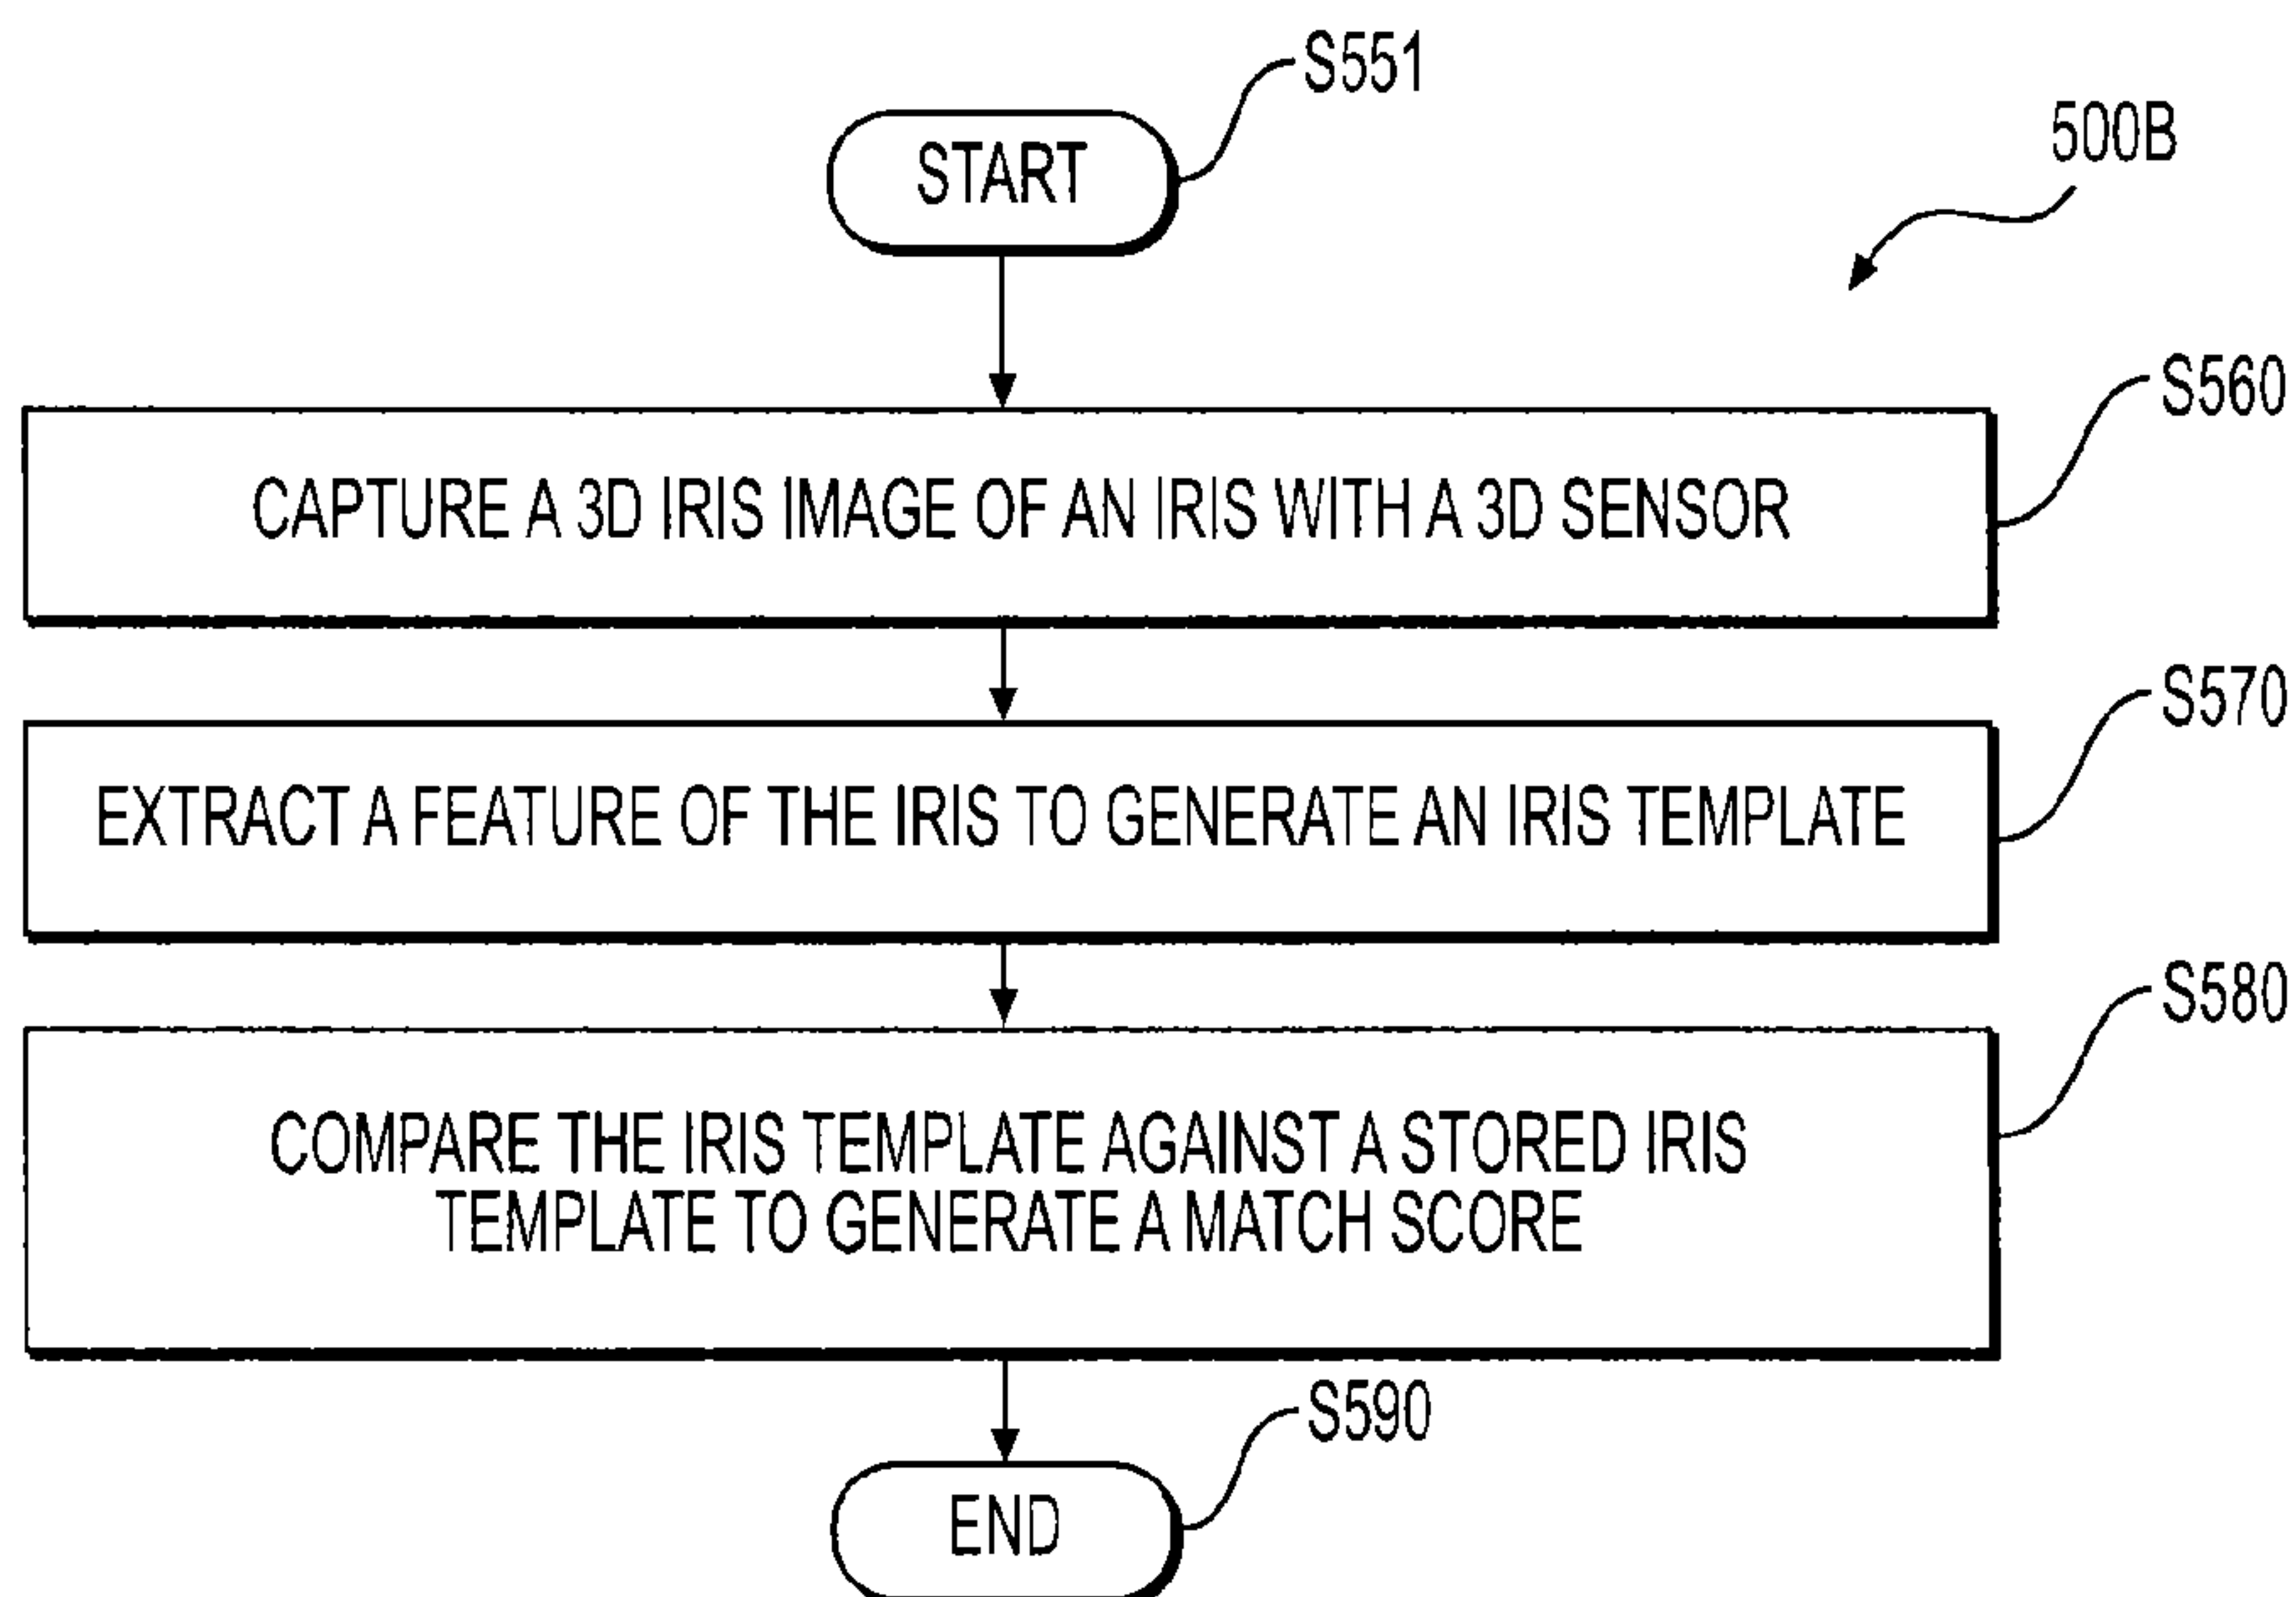 S551
START
500B
S560
CAPTURE A 3D IRIS IMAGE OF AN IRIS WITH A 3D SENSOR
S570
EXTRACT A FEATURE OF THE IRIS TO GENERATE AN IRIS TEMPLATE
S580
COMPARE THE IRIS TEMPLATE AGAINST A STORED IRIS
TEMPLATE TO GENERATE A MATCH SCORE
S590
END